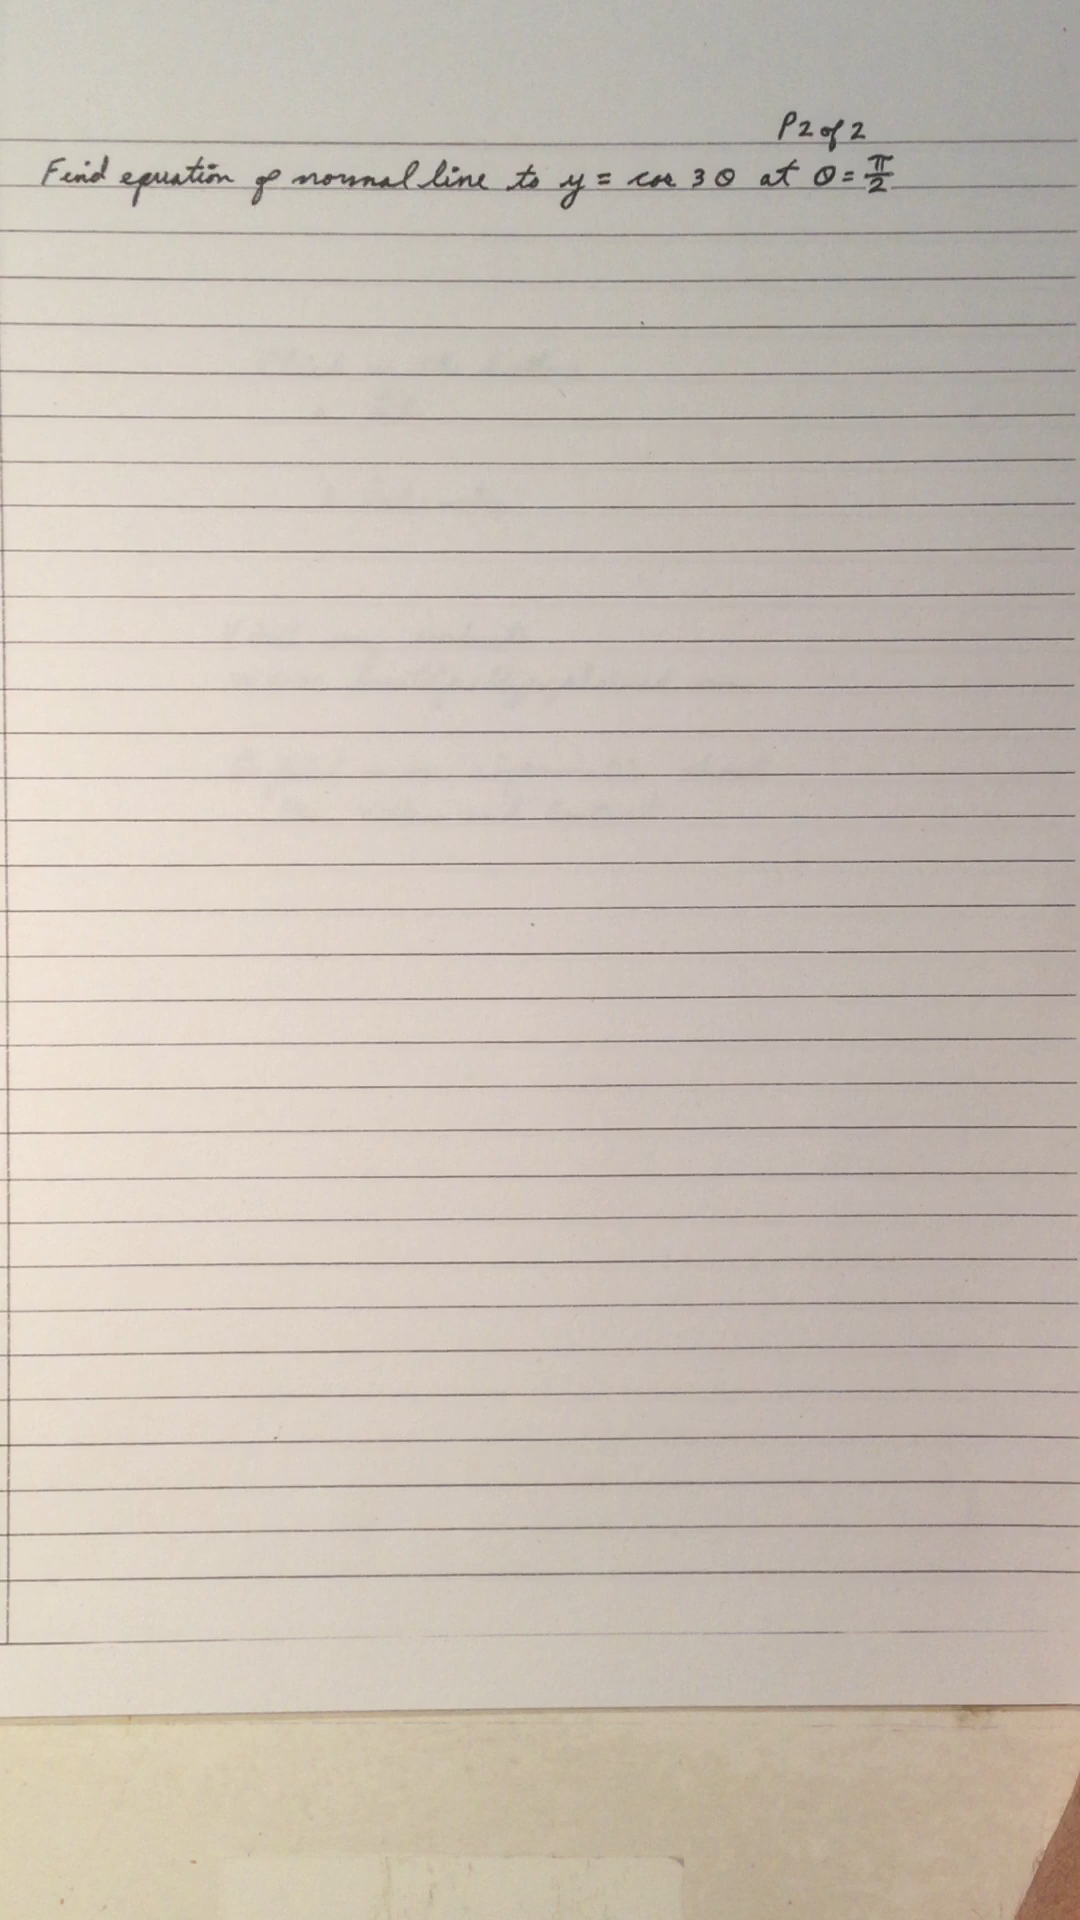 P2 of 2
Find equation of normal line to y = cos 3θ at θ = π/2